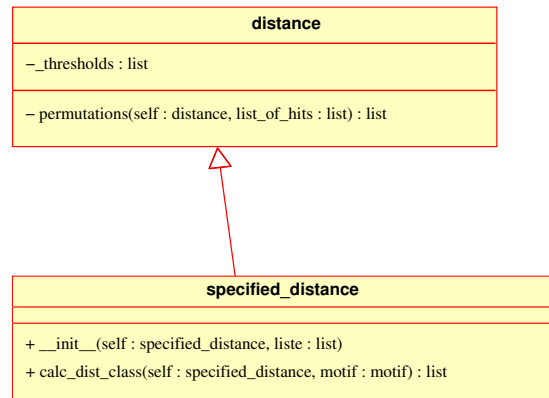 distance
−_thresholds : list
− permutations(self : distance, list_of_hits : list) : list
specified_distance
+ __init__(self : specified_distance, liste : list)
+ calc_dist_class(self : specified_distance, motif : motif) : list